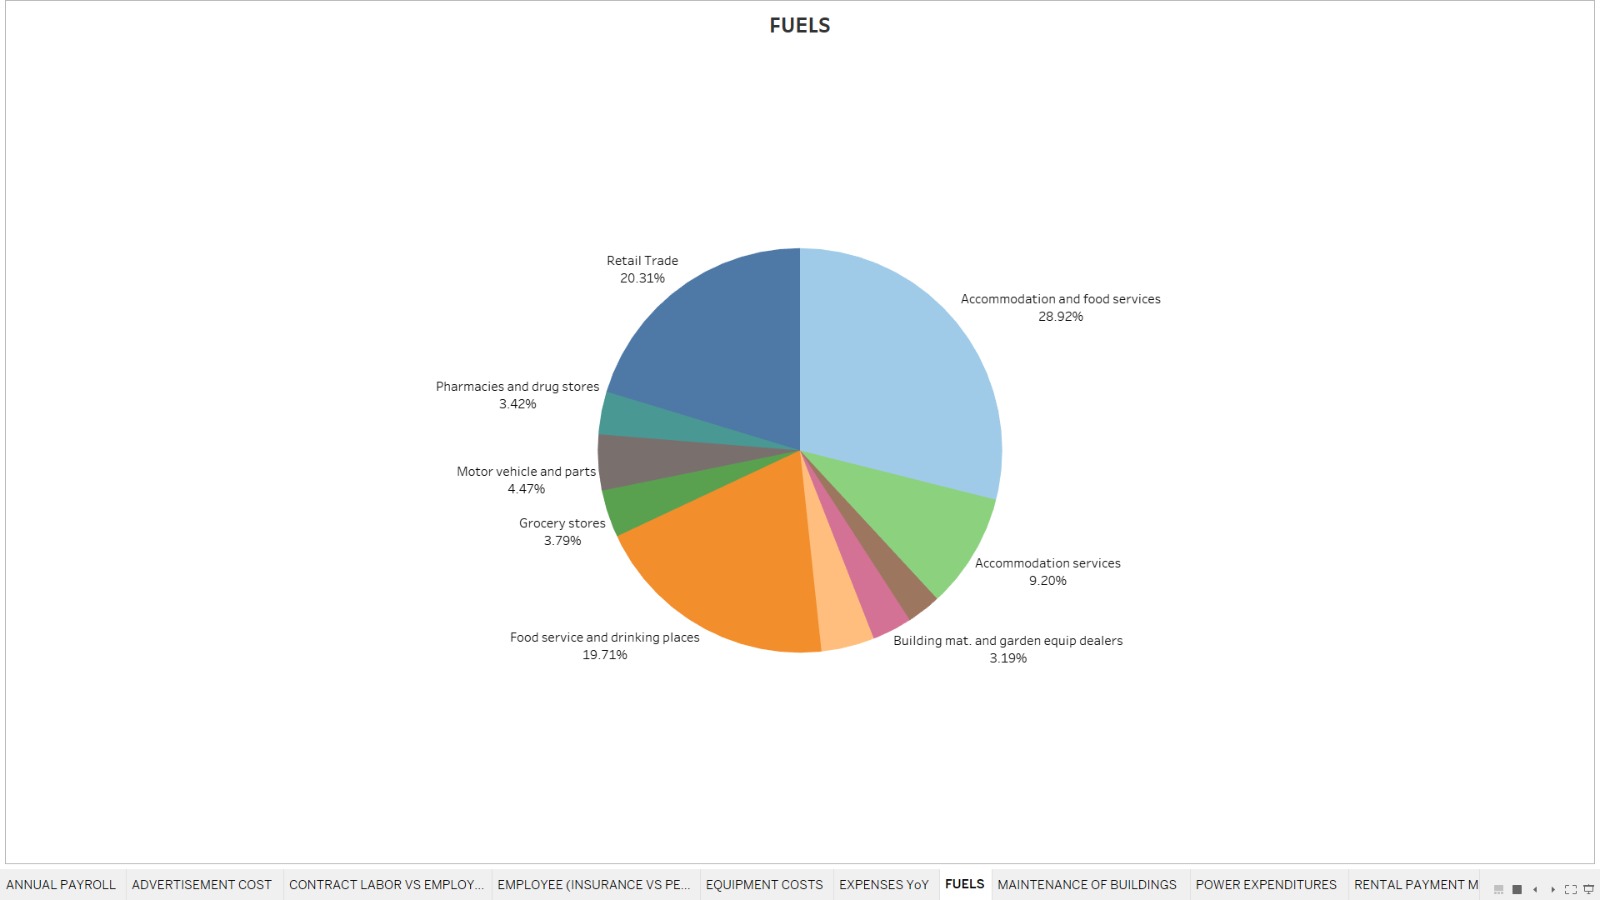 FUELS
Retail Trade
20.31%
Accommodation and food services
28.92%
Pharmacies and drug stores
3.42%
Motor vehicle and parts
4.47%
Grocery stores
3.79%
Accommodation services
9.20%
Food service and drinking places
19.71%
Building mat. and garden equip dealers
3.19%
ANNUAL PAYROLL
ADVERTISEMENT COST
CONTRACT LABOR VS EMPLOY...
EMPLOYEE (INSURANCE VS PE...
EQUIPMENT COSTS
EXPENSES YoY
FUELS
MAINTENANCE OF BUILDINGS
POWER EXPENDITURES
RENTAL PAYMENT M